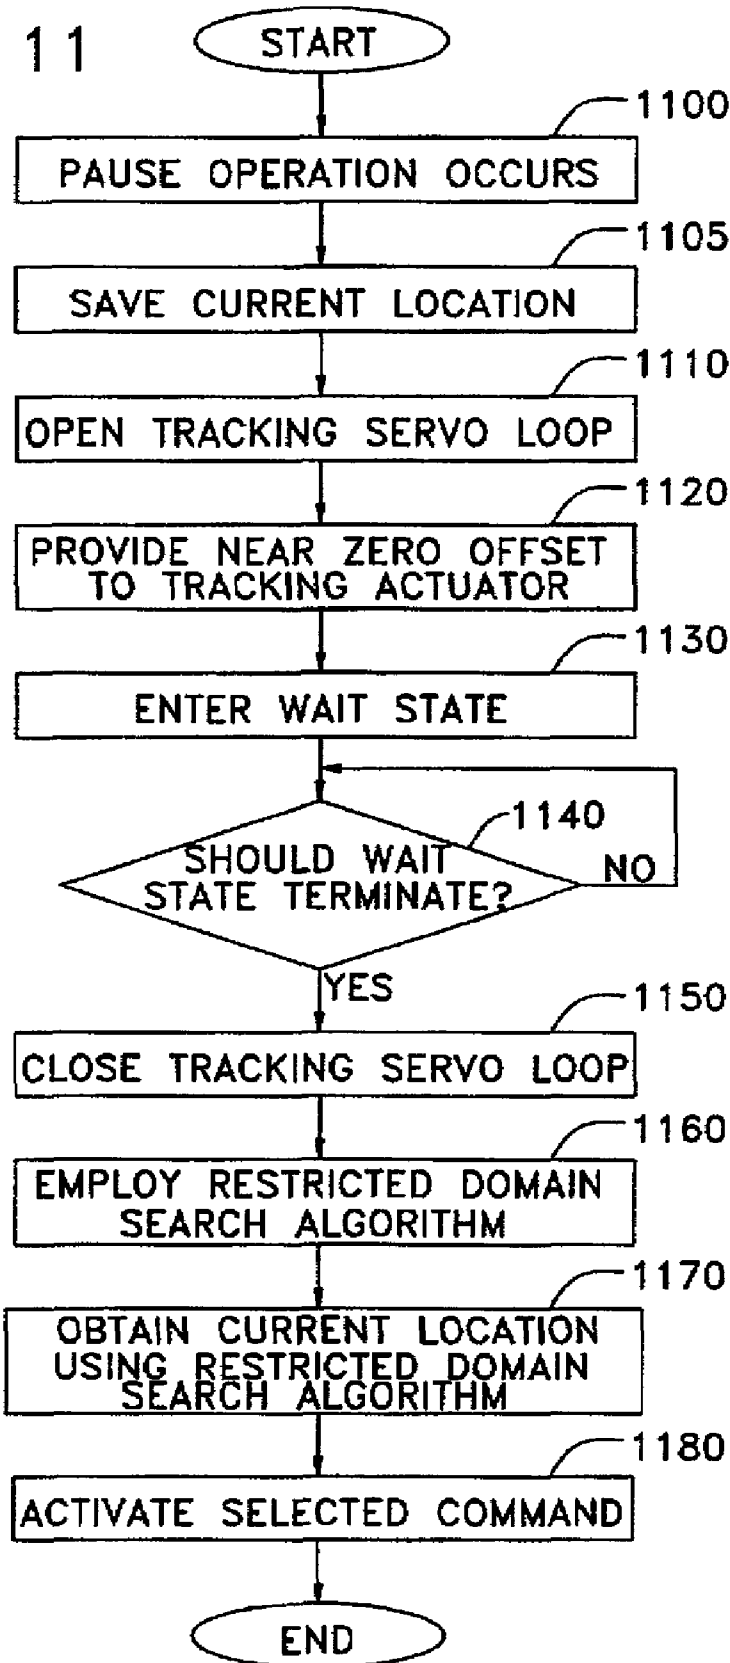 11
START
1100
PAUSE OPERATION OCCURS
1105
SAVE CURRENT LOCATION
1110
OPEN TRACKING SERVO LOOP
1120
PROVIDE NEAR ZERO OFFSET
TO TRACKING ACTUATOR
1130
ENTER WAIT STATE
1140
SHOULD WAIT
STATE TERMINATE?
NO
YES
1150
CLOSE TRACKING SERVO LOOP
1160
EMPLOY RESTRICTED DOMAIN
SEARCH ALGORITHM
1170
OBTAIN CURRENT LOCATION
USING RESTRICTED DOMAIN
SEARCH ALGORITHM
1180
ACTIVATE SELECTED COMMAND
END